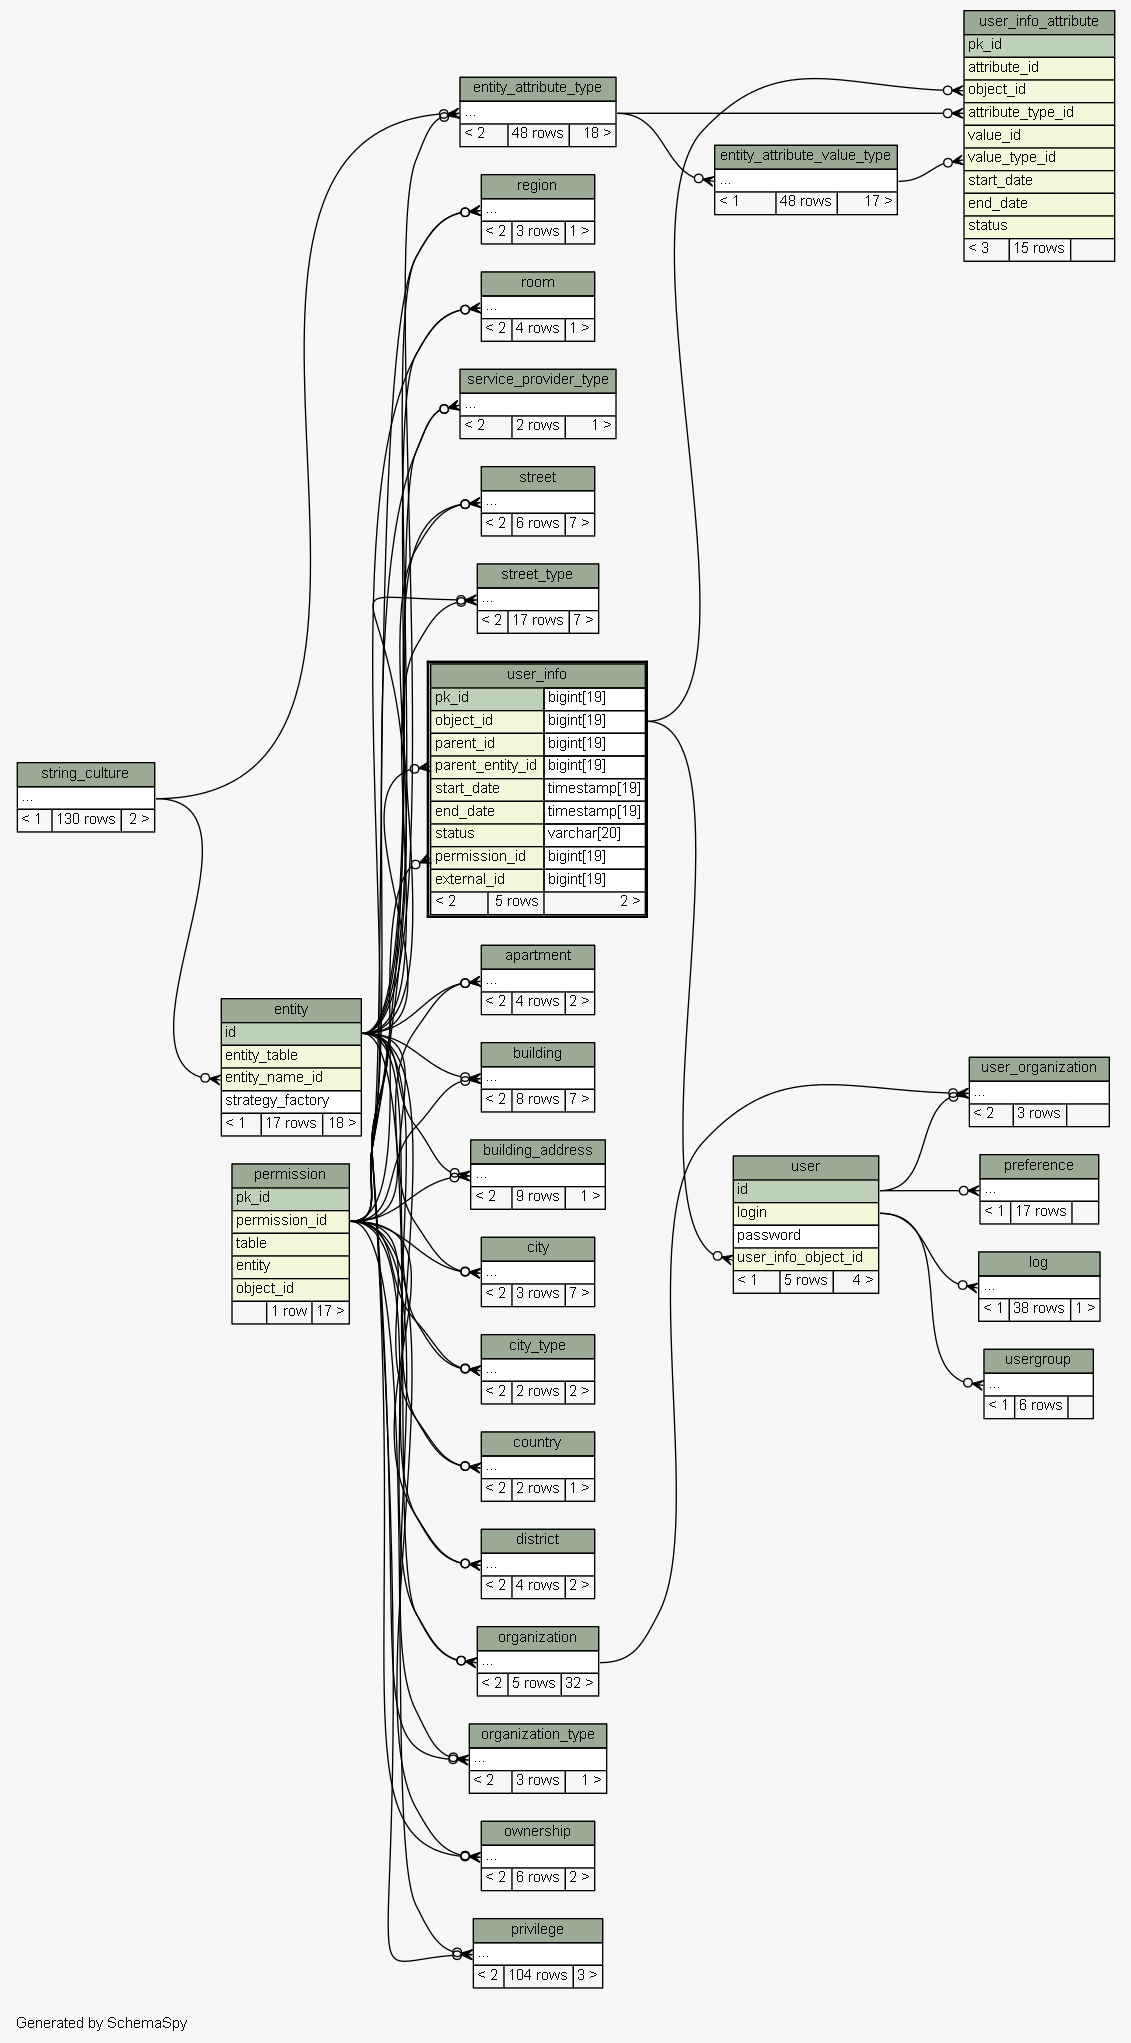 user_info_attribute
pk_id
attribute_id
object_id
attribute_type_id
value_id
value_type_id
start_date
end_date
status
< 3 15 rows
entity_attribute_type
...
< 2 48 rows 18 >
entity_attribute_value_type
...
< 1 48 rows 17 >
region
...
< 2 3 rows 1 >
room
...
< 2 4 rows 1 >
service_provider_type
...
< 2 2 rows 1 >
street
...
< 2 6 rows 7 >
street_type
...
< 2 17 rows 7 >
user_info
pk_id bigint[19]
object_id bigint[19]
parent_id bigint[19]
parent_entity_id bigint[19]
start_date timestamp[19]
end_date timestamp[19]
status varchar[20]
permission_id bigint[19]
external_id bigint[19]
< 2 5 rows 2 >
string_culture
...
< 1 130 rows 2 >
apartment
...
< 2 4 rows 2 >
entity
id
entity_table
entity_name_id
strategy_factory
< 1 17 rows 18 >
building
...
< 2 8 rows 7 >
user_organization
...
< 2 3 rows
building_address
...
< 2 9 rows 1 >
permission
pk_id
permission_id
table
entity
object_id
1 row 17 >
user
id
login
password
user_info_object_id
< 1 5 rows 4 >
preference
...
< 1 17 rows
city
...
< 2 3 rows 7 >
log
...
< 1 38 rows 1 >
city_type
...
< 2 2 rows 2 >
usergroup
...
< 1 6 rows
country
...
< 2 2 rows 1 >
district
...
< 2 4 rows 2 >
organization
...
< 2 5 rows 32 >
organization_type
...
< 2 3 rows 1 >
ownership
...
< 2 6 rows 2 >
privilege
...
< 2 104 rows 3 >
Generated by SchemaSpy